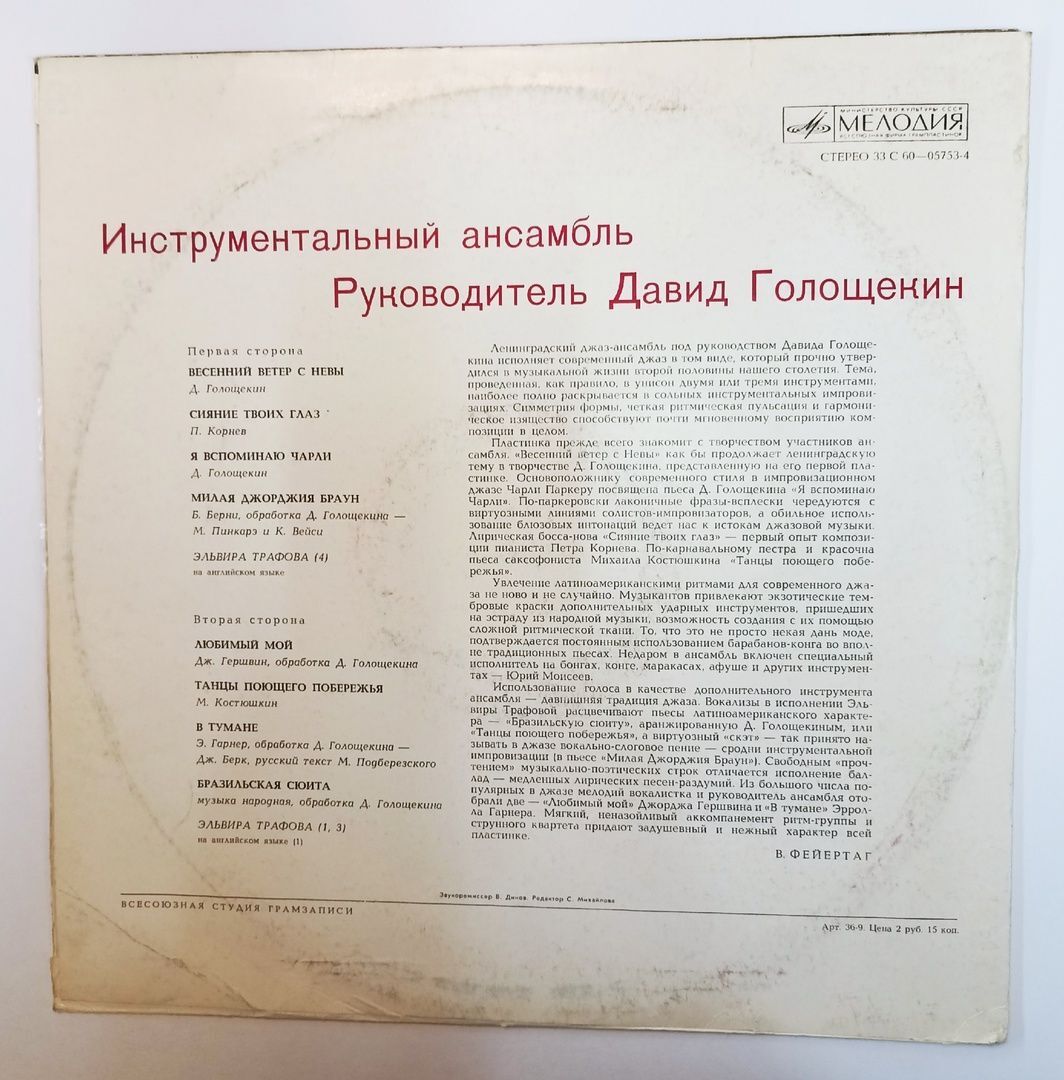 МИНИСТЕРСТВО КУЛЬТУРЫ СССР
МЕЛОДИЯ
ВСЕСОЮЗНАЯ ФИРМА ГРАМПЛАСТИНОК
СТЕРЕО 33 С 60—05753-4
Инструментальный ансамбль
Руководитель Давид Голощекин
Первая сторона
ВЕСЕННИЙ ВЕТЕР С НЕВЫ
Д. Голощекин
СИЯНИЕ ТВОИХ ГЛАЗ
П. Корнев
Я ВСПОМИНАЮ ЧАРЛИ
Д. Голощекин
МИЛАЯ ДЖОРДЖИЯ БРАУН
Б. Берни, обработка Д. Голощекина —
М. Пинкарэ и К. Вейси
ЭЛЬВИРА ТРАФОВА (4)
на английском языке
Вторая сторона
ЛЮБИМЫЙ МОЙ
Дж. Гершвин, обработка Д. Голощекина
ТАНЦЫ ПОЮЩЕГО ПОБЕРЕЖЬЯ
М. Костюшкин
В ТУМАНЕ
Э. Гарнер, обработка Д. Голощекина —
Дж. Берк, русский текст М. Подберезского
БРАЗИЛЬСКАЯ СЮИТА
музыка народная, обработка Д. Голощекина
ЭЛЬВИРА ТРАФОВА (1, 3)
на английском языке (1)
Ленинградский джаз-ансамбль под руководством Давида Голоще-
кина исполняет современный джаз в том виде, который прочно утвер-
дился в музыкальной жизни второй половины нашего столетия. Тема,
проведенная, как правило, в унисон двумя или тремя инструментами,
наиболее полно раскрывается в сольных инструментальных импрови-
зациях. Симметрия формы, четкая ритмическая пульсация и гармони-
ческое изящество способствуют почти мгновенному восприятию ком-
позиции в целом.
Пластинка прежде всего знакомит с творчеством участников ан-
самбля. «Весенний ветер с Невы» как бы продолжает ленинградскую
тему в творчестве Д. Голощекина, представленную на его первой пла-
стинке. Основоположнику современного стиля в импровизационном
джазе Чарли Паркеру посвящена пьеса Д. Голощекина «Я вспоминаю
Чарли». По-паркеровски лаконичные фразы-всплески чередуются с
виртуозными линиями солистов-импровизаторов, а обильное исполь-
зование блюзовых интонаций ведет нас к истокам джазовой музыки.
Лирическая босса-нова «Сияние твоих глаз» — первый опыт компози-
ции пианиста Петра Корнева. По-карнавальному пестра и красочна
пьеса саксофониста Михаила Костюшкина «Танцы поющего побе-
режья».
Увлечение латиноамериканскими ритмами для современного джа-
за не ново и не случайно. Музыкантов привлекают экзотические тем-
бровые краски дополнительных ударных инструментов, пришедших
на эстраду из народной музыки, возможность создания с их помощью
сложной ритмической ткани. То, что это не просто некая дань моде,
подтверждается постоянным использованием барабанов-конга во впол-
не традиционных пьесах. Недаром в ансамбль включен специальный
исполнитель на бонгах, конге, маракасах, афуше и других инструмен-
тах — Юрий Моисеев.
Использование голоса в качестве дополнительного инструмента
ансамбля — давнишняя традиция джаза. Вокализы в исполнении Эль-
виры Трафовой расцвечивают пьесы латиноамериканского характе-
ра — «Бразильскую сюиту», аранжированную Д. Голощекиным, или
«Танцы поющего побережья», а виртуозный «скэт» — так принято на-
зывать в джазе вокально-слоговое пение — сродни инструментальной
импровизации (в пьесе «Милая Джорджия Браун»). Свободным «проч-
тением» музыкально-поэтических строк отличается исполнение бал-
лад — медленных лирических песен-раздумий. Из большого числа по-
пулярных в джазе мелодий вокалистка и руководитель ансамбля ото-
брали две — «Любимый мой» Джорджа Гершвина и «В тумане» Эррол-
ла Гарнера. Мягкий, ненавязчивый аккомпанемент ритм-группы и
струнного квартета придают задушевный и нежный характер всей
пластинке.
В. ФЕЙЕРТАГ
Звукорежиссер В. Динов. Редактор С. Михайлова
ВСЕСОЮЗНАЯ СТУДИЯ ГРАМЗАПИСИ
Арт. 36-9. Цена 2 руб. 15 коп.